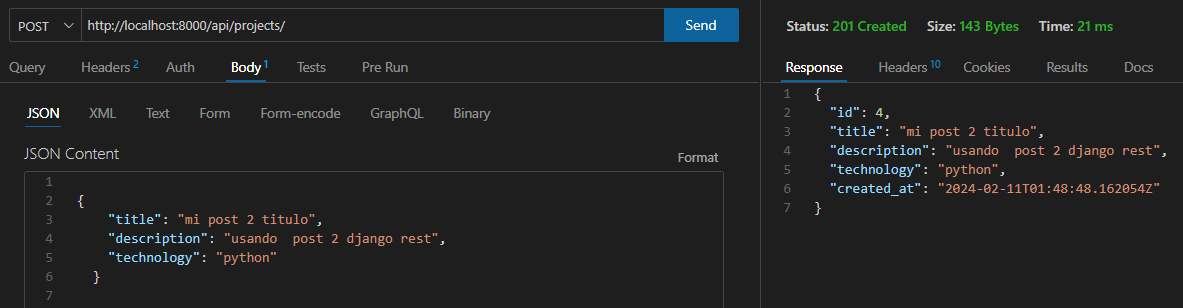 POST http://localhost:8000/api/projects/ Send
Query Headers 2 Auth Body 1 Tests Pre Run
JSON XML Text Form Form-encode GraphQL Binary
JSON Content Format
1
2 {
3 "title": "mi post 2 titulo",
4 "description": "usando  post 2 django rest",
5 "technology": "python"
6 }
7
Status: 201 Created Size: 143 Bytes Time: 21 ms
Response Headers 10 Cookies Results Docs
1 {
2 "id": 4,
3 "title": "mi post 2 titulo",
4 "description": "usando  post 2 django rest",
5 "technology": "python",
6 "created_at": "2024-02-11T01:48:48.162054Z"
7 }